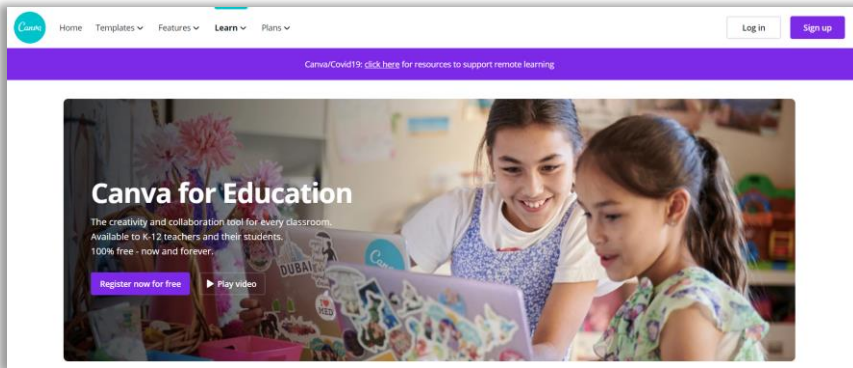 Canva
Home Templates Features Learn Plans Log in Sign up
Canva/Covid19: click here for resources to support remote learning
Canva for Education
The creativity and collaboration tool for every classroom.
Available to K-12 teachers and their students.
100% free - now and forever.
Register now for free Play video
Canva
DUBAI
I
MED